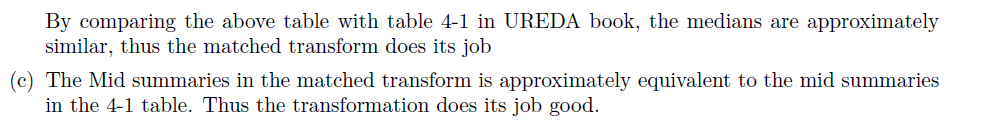 By comparing the above table with table 4-1 in UREDA book, the medians are approximately
similar, thus the matched transform does its job
(c) The Mid summaries in the matched transform is approximately equivalent to the mid summaries
in the 4-1 table. Thus the transformation does its job good.